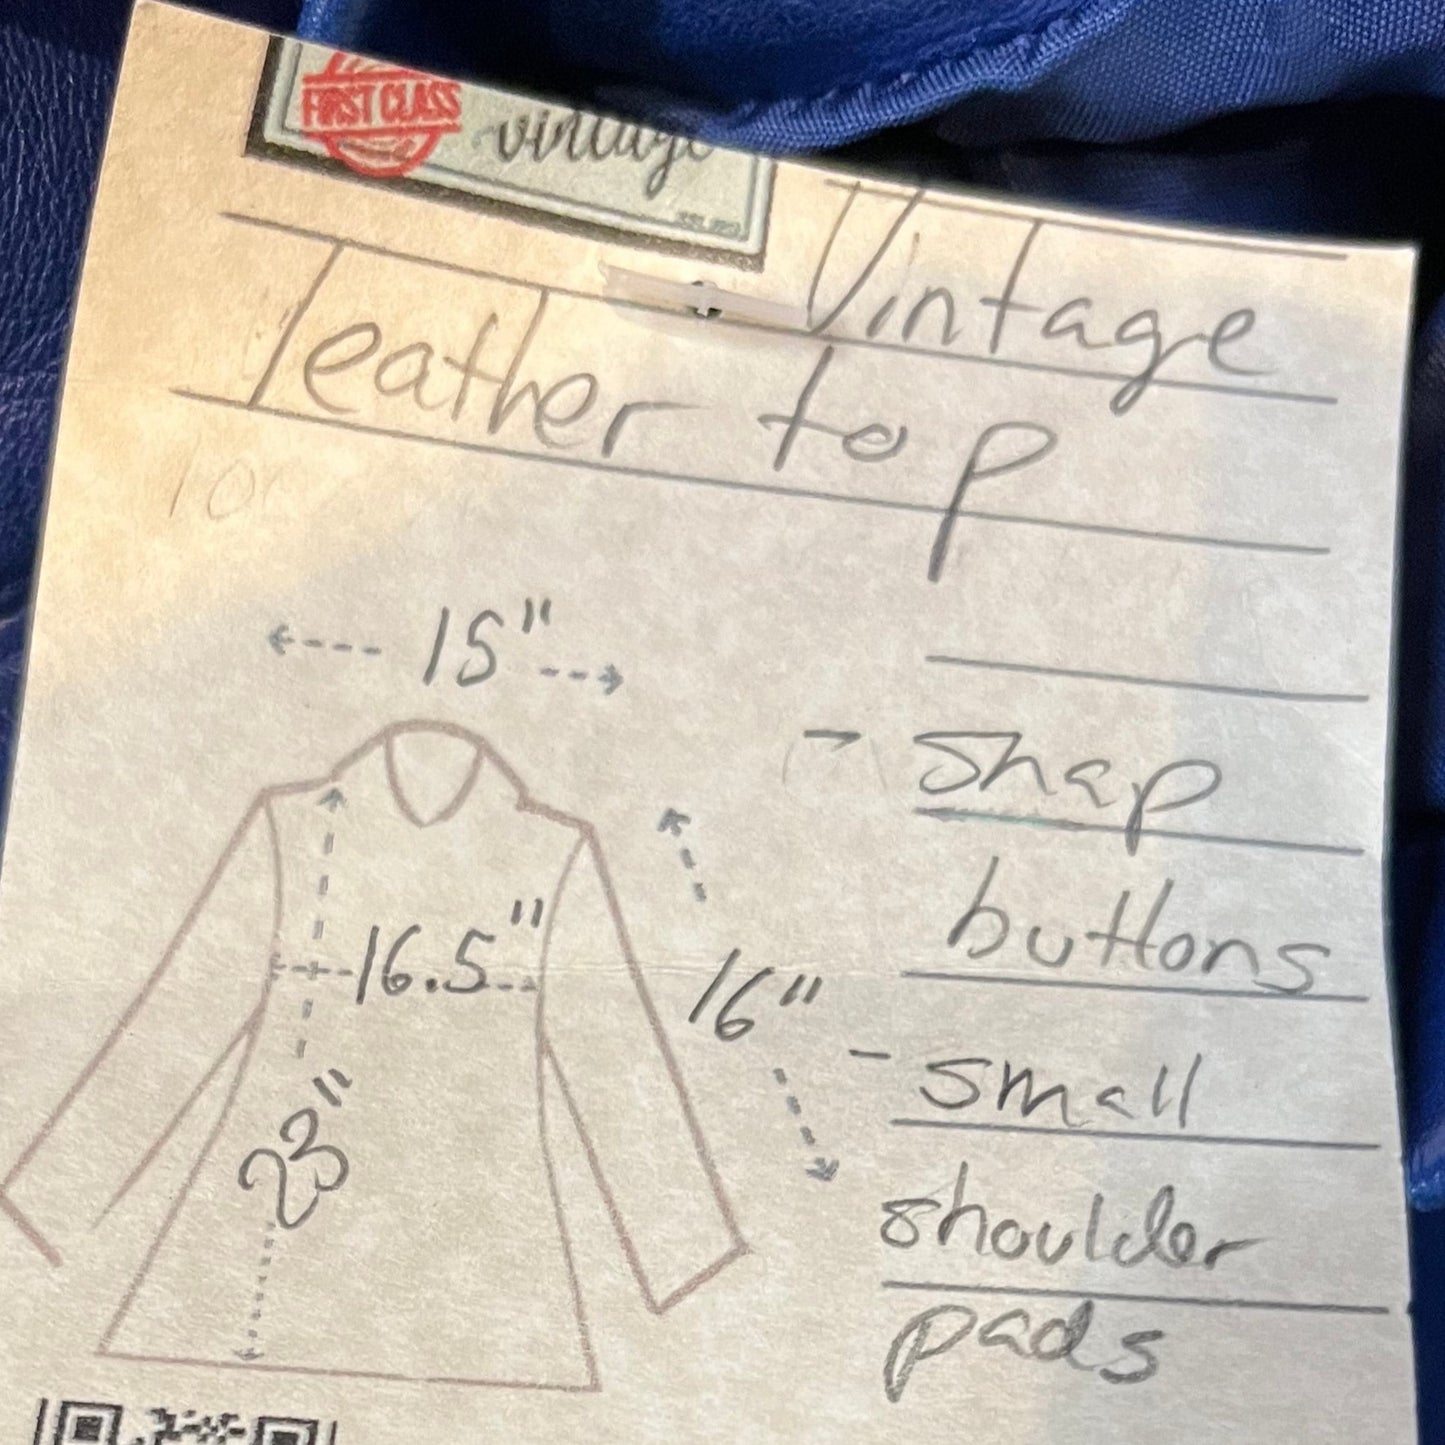 FIRST CLASS
vintage
Vintage
Leather top
15"
- snap
16.5"
buttons
16"
- small
23"
shoulder
pads